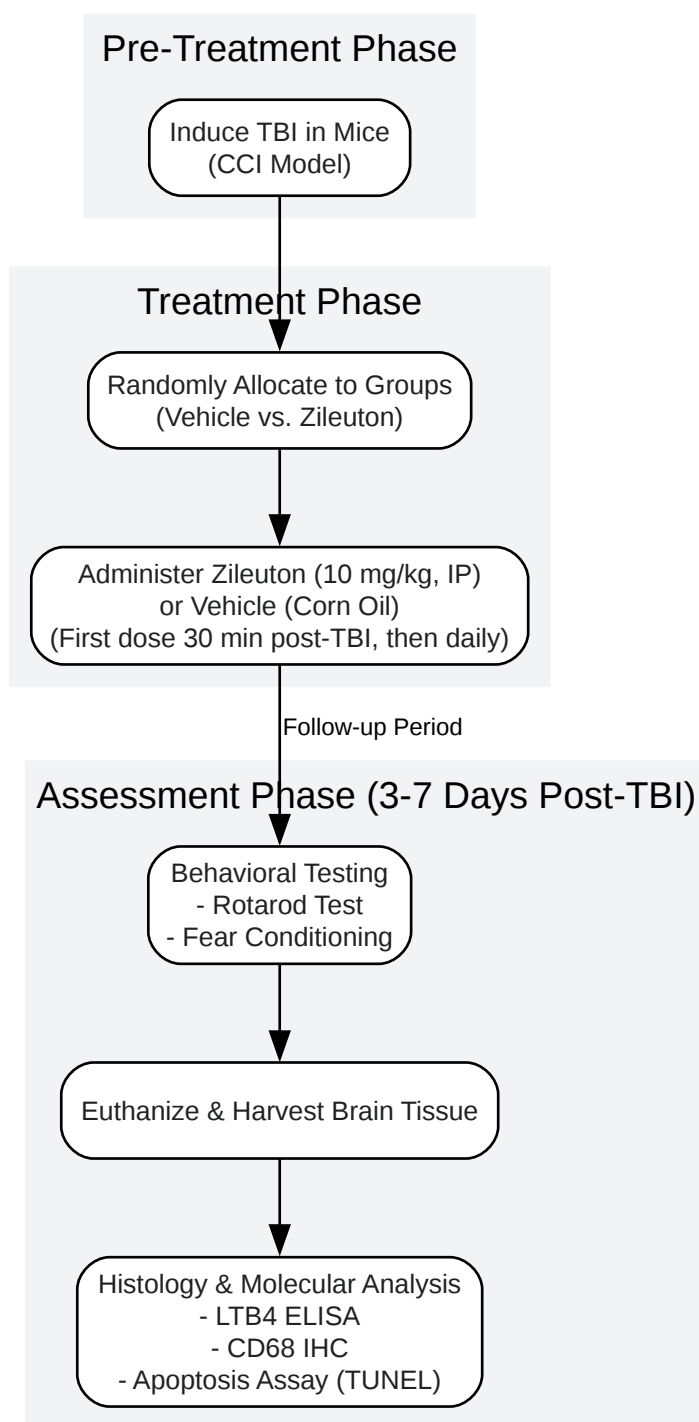 Pre-Treatment Phase
Induce TBI in Mice
(CCI Model)
Treatment Phase
Randomly Allocate to Groups
(Vehicle vs. Zileuton)
Administer Zileuton (10 mg/kg, IP)
or Vehicle (Corn Oil)
(First dose 30 min post-TBI, then daily)
Follow-up Period
Assessment Phase (3-7 Days Post-TBI)
Behavioral Testing
- Rotarod Test
- Fear Conditioning
Euthanize & Harvest Brain Tissue
Histology & Molecular Analysis
- LTB4 ELISA
- CD68 IHC
- Apoptosis Assay (TUNEL)